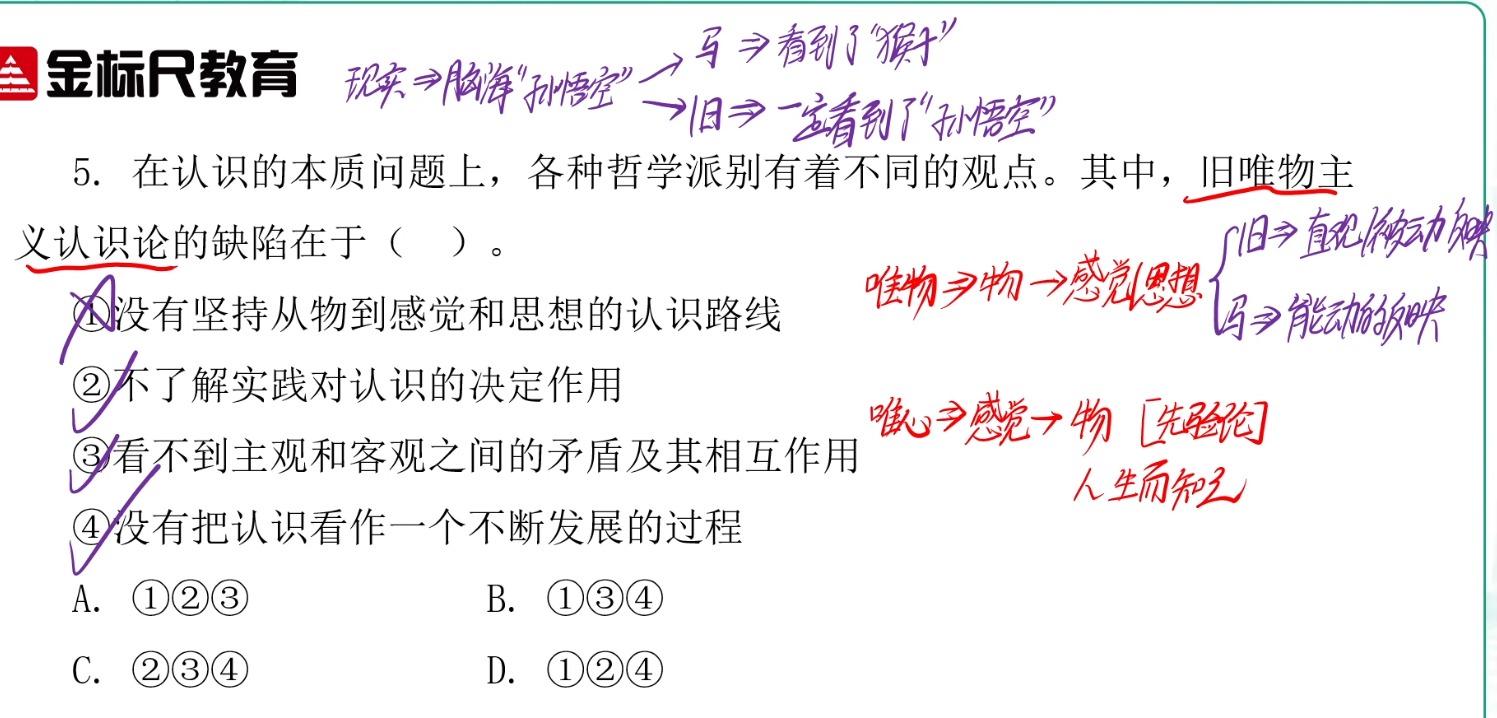 金标尺教育
现实⇒脑海“孙悟空”
→马⇒看到了“猴子”
→旧⇒一定看到了“孙悟空”
5. 在认识的本质问题上，各种哲学派别有着不同的观点。其中，旧唯物主
义认识论的缺陷在于（ ）。
旧⇒直观/被动反映
唯物⇒物→感觉/思想
马⇒能动的反映
①没有坚持从物到感觉和思想的认识路线
②不了解实践对认识的决定作用
唯心⇒感觉→物 [先验论]
③看不到主观和客观之间的矛盾及其相互作用
人生而知之
④没有把认识看作一个不断发展的过程
A. ①②③ B. ①③④
C. ②③④ D. ①②④